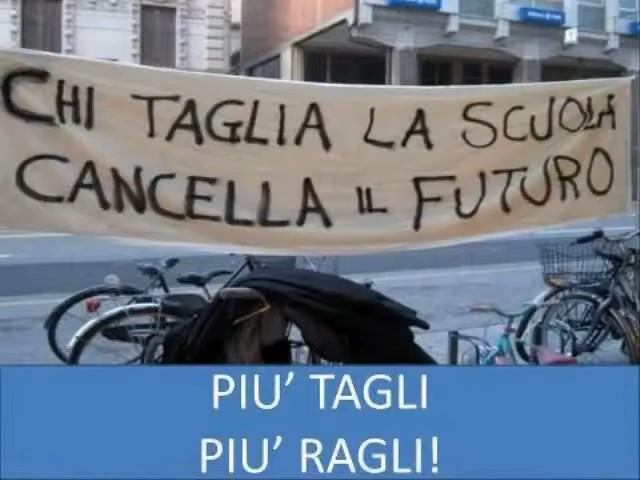 CHI TAGLIA LA SCUOLA
CANCELLA IL FUTURO
PIU' TAGLI
PIU' RAGLI!